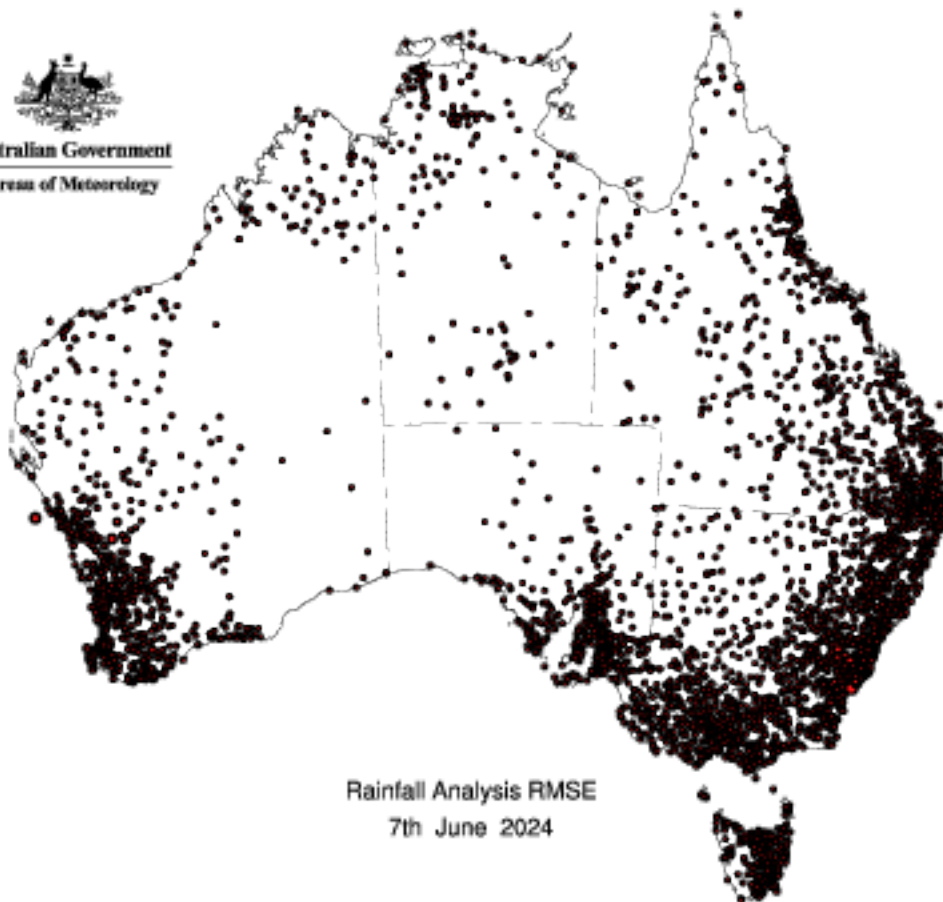 tralian Government
reau of Meteorology
Rainfall Analysis RMSE
7th June 2024